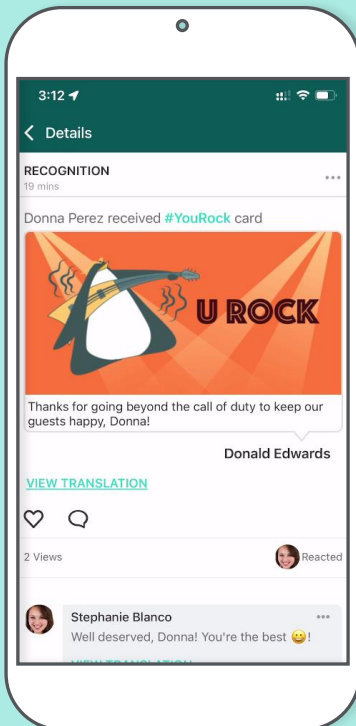 3:12
Details
RECOGNITION
19 mins
Donna Perez received #YouRock card
U ROCK
Thanks for going beyond the call of duty to keep our
guests happy, Donna!
Donald Edwards
VIEW TRANSLATION
2 Views
Reacted
Stephanie Blanco
Well deserved, Donna! You're the best 😀!
VIEW TRANSLATION